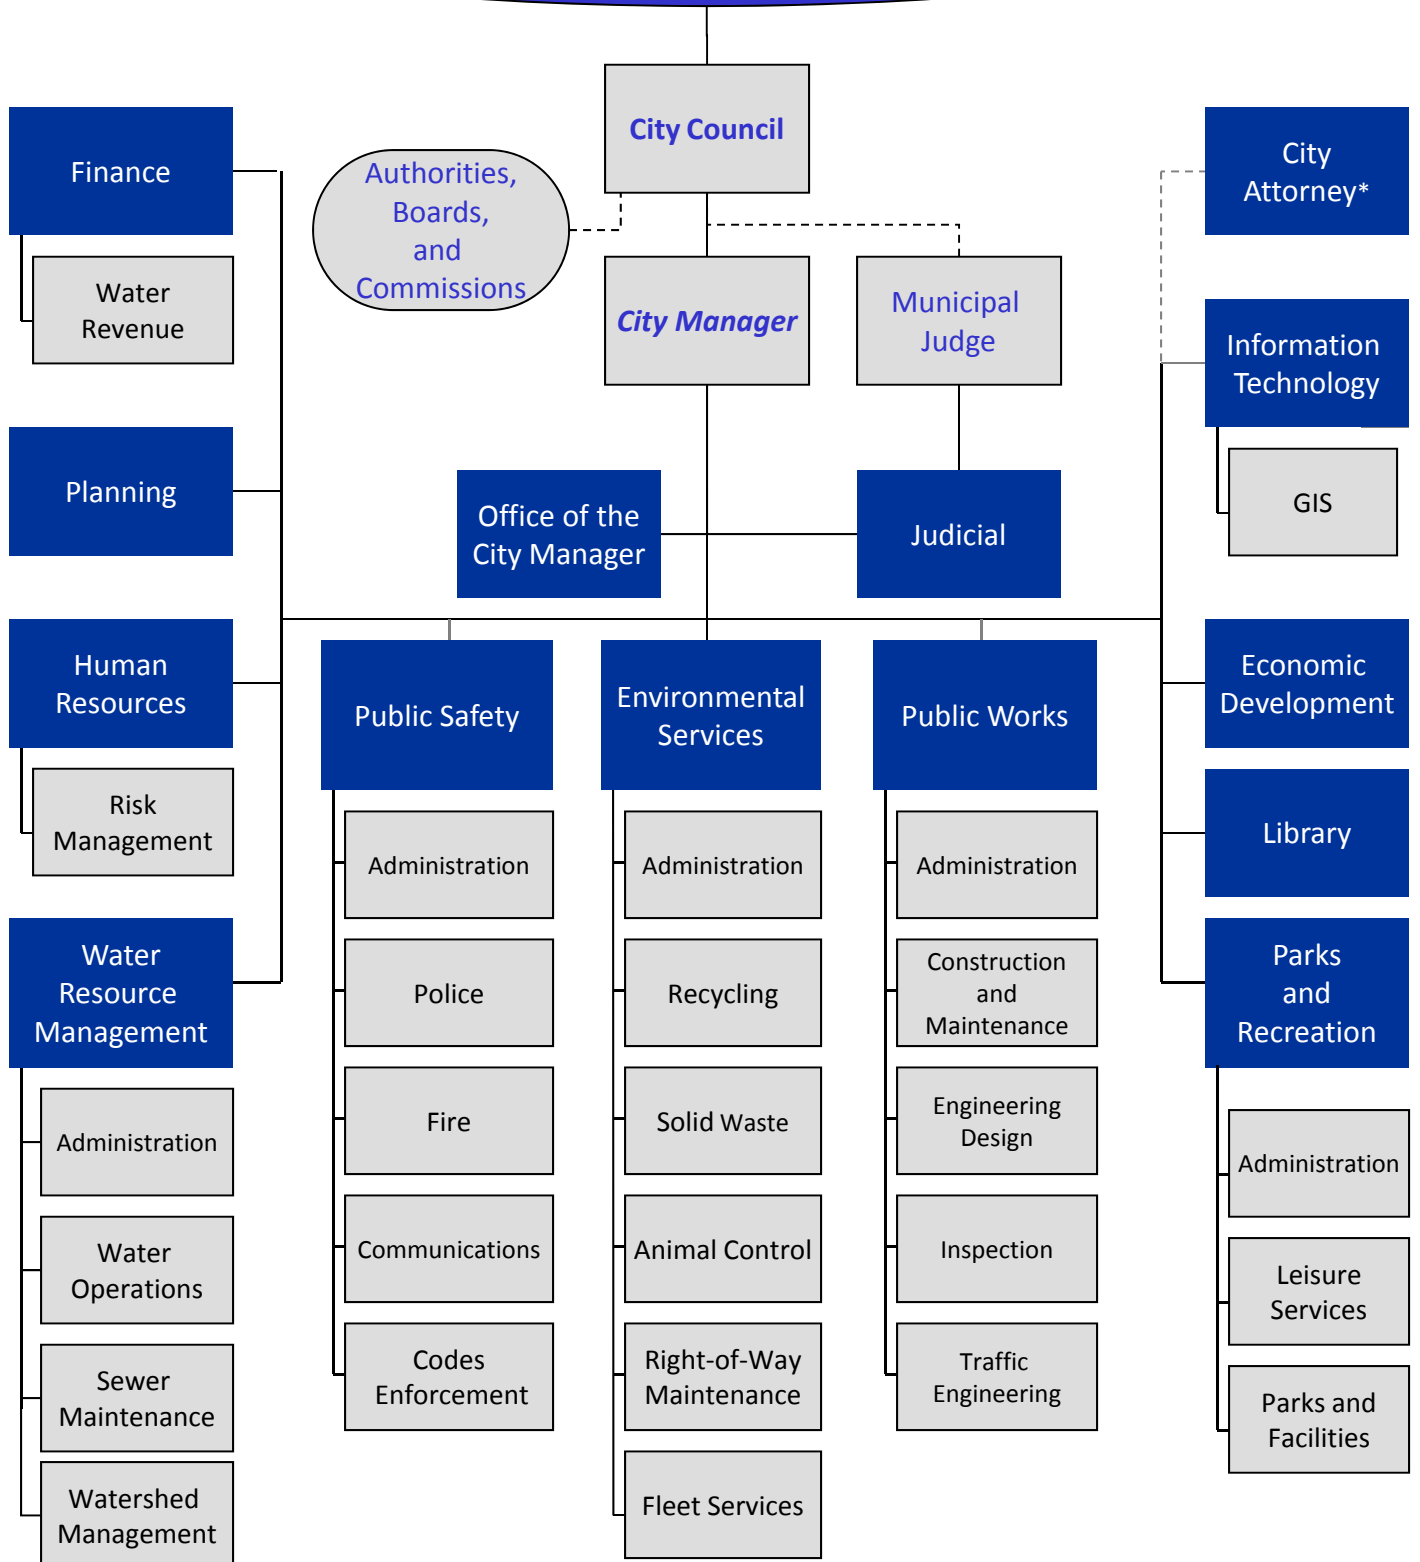 City Council
Authorities,
Boards,
and
Commissions
City Manager
Municipal
Judge
Office of the
City Manager
Judicial
Finance
Water
Revenue
Planning
Human
Resources
Risk
Management
Water
Resource
Management
Administration
Water
Operations
Sewer
Maintenance
Watershed
Management
Public Safety
Administration
Police
Fire
Communications
Codes
Enforcement
Environmental
Services
Administration
Recycling
Solid Waste
Animal Control
Right-of-Way
Maintenance
Fleet Services
Public Works
Administration
Construction
and
Maintenance
Engineering
Design
Inspection
Traffic
Engineering
City
Attorney*
Information
Technology
GIS
Economic
Development
Library
Parks
and
Recreation
Administration
Leisure
Services
Parks and
Facilities